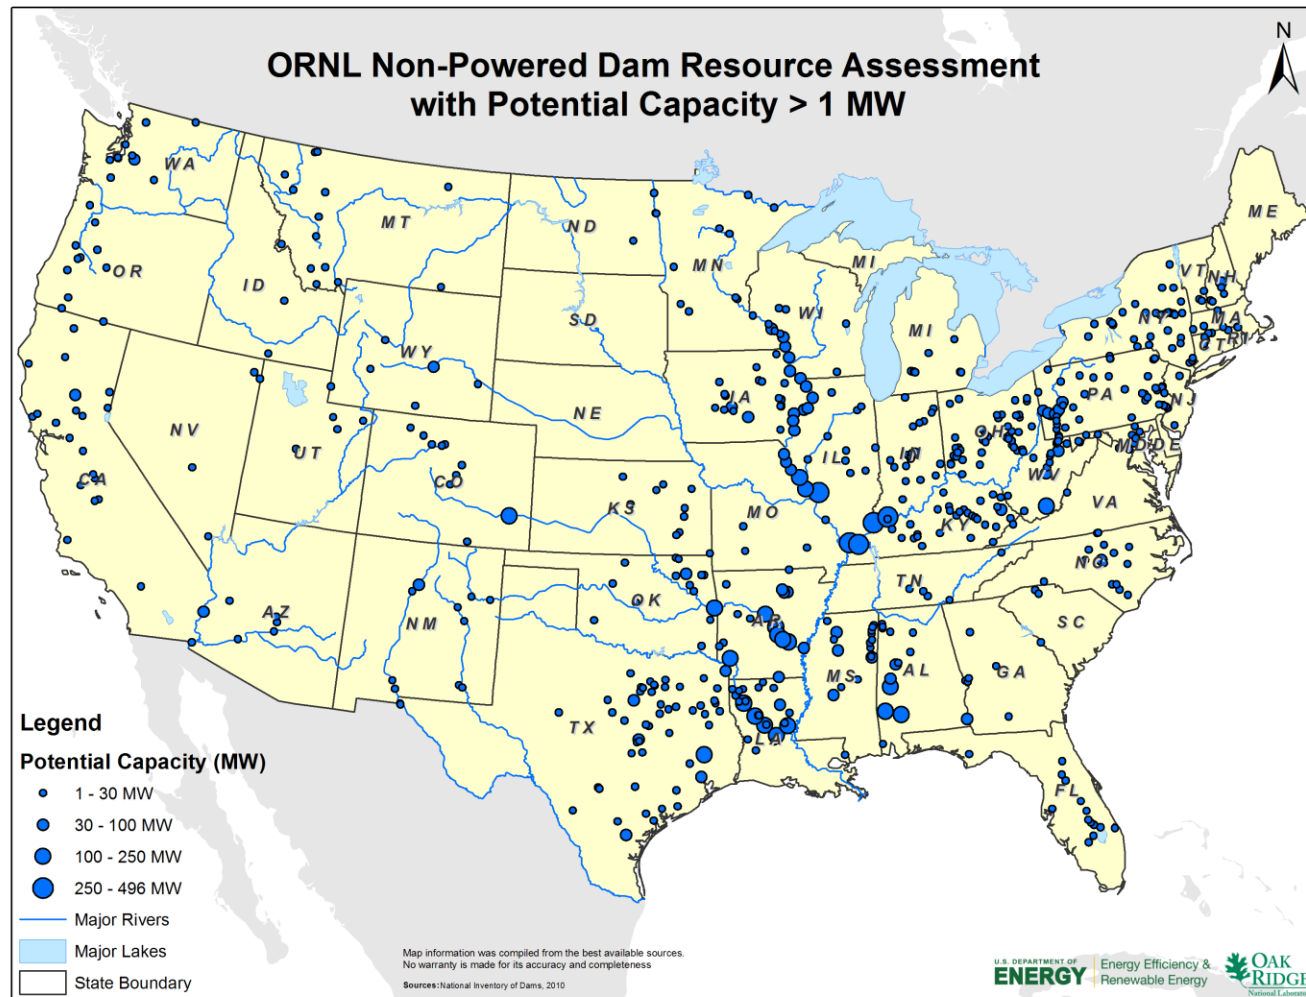 ORNL Non-Powered Dam Resource Assessment
with Potential Capacity > 1 MW
N
WA
MT
ND
MN
MI
ME
VT
NH
OR
ID
SD
WI
MI
NY
MA
CT
RI
WY
IA
PA
NJ
NE
NV
UT
CO
IL
IN
OH
MD
DE
WV
VA
CA
KS
MO
KY
NC
AZ
NM
OK
AR
TN
SC
TX
LA
MS
AL
GA
FL
Legend
Potential Capacity (MW)
1 - 30 MW
30 - 100 MW
100 - 250 MW
250 - 496 MW
Major Rivers
Major Lakes
State Boundary
Map information was compiled from the best available sources.
No warranty is made for its accuracy and completeness
Sources: National Inventory of Dams, 2010
U.S. DEPARTMENT OF
ENERGY
Energy Efficiency &
Renewable Energy
OAK
RIDGE
National Laborato